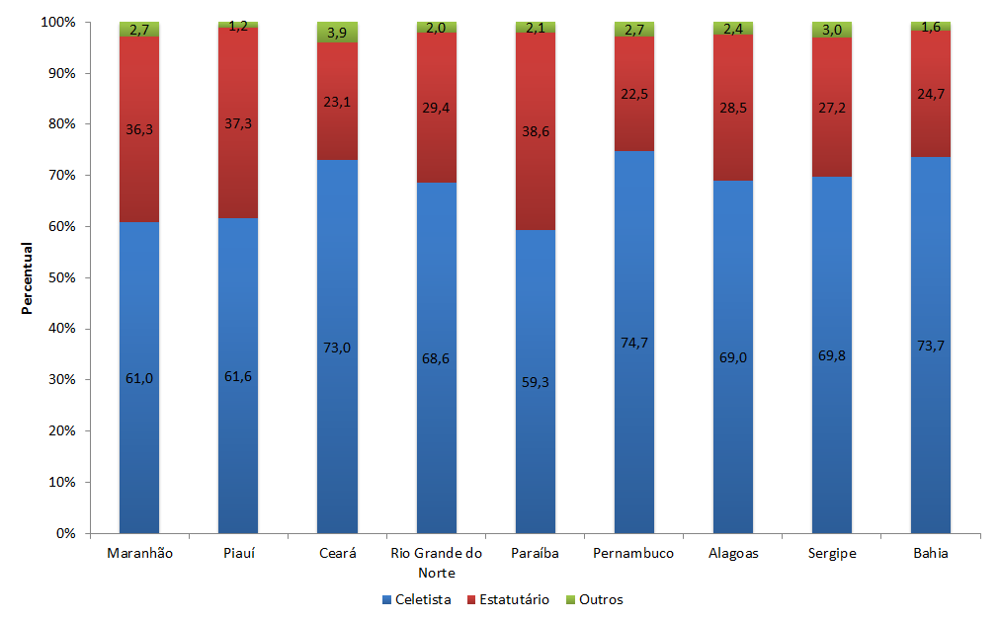 100%
90%
80%
70%
60%
50%
40%
30%
20%
10%
0%
Percentual
2,7 1,2 3,9 2,0 2,1 2,7 2,4 3,0 1,6
36,3 37,3 23,1 29,4 38,6 22,5 28,5 27,2 24,7
61,0 61,6 73,0 68,6 59,3 74,7 69,0 69,8 73,7
Maranhão Piauí Ceará Rio Grande do Paraíba Pernambuco Alagoas Sergipe Bahia
Norte
Celetista Estatutário Outros